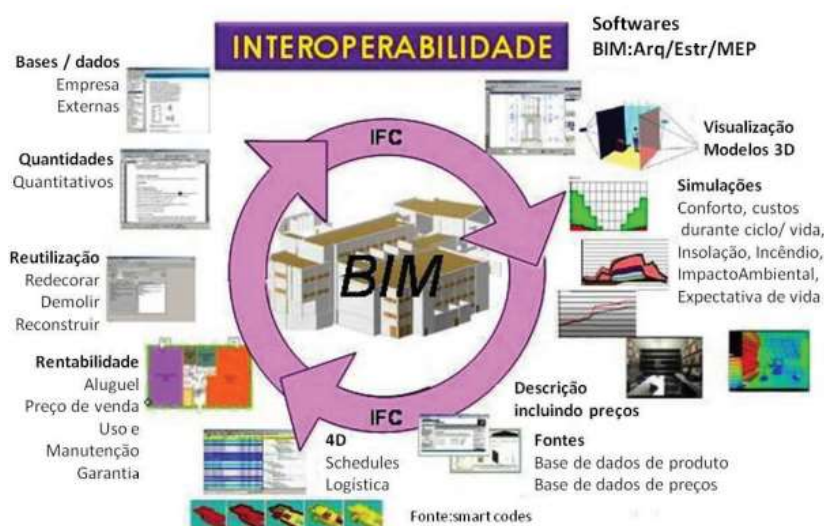 INTEROPERABILIDADE
Softwares
BIM:Arq/Estr/MEP
Bases / dados
Empresa
Externas
Quantidades
Quantitativos
Reutilização
Redecorar
Demolir
Reconstruir
Rentabilidade
Aluguel
Preço de venda
Uso e
Manutenção
Garantia
IFC
BIM
IFC
Visualização
Modelos 3D
Simulações
Conforto, custos
durante ciclo/ vida,
Insolação, Incêndio,
ImpactoAmbiental,
Expectativa de vida
Descrição
incluindo preços
Fontes
Base de dados de produto
Base de dados de preços
4D
Schedules
Logística
Fonte:smart codes